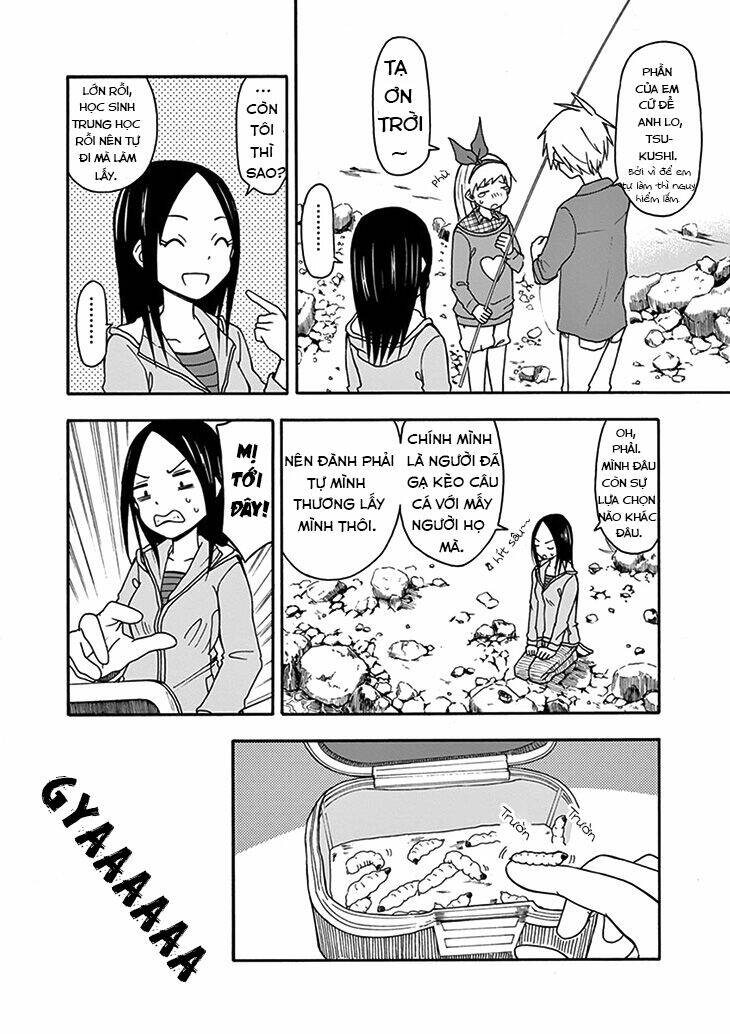 PHẦN
CỦA EM
CỨ ĐỂ
ANH LO,
TSU-
KUSHI.
Bởi vì để em
tự làm thì nguy
hiểm lắm.
TẠ
ƠN
TRỜI
~
phù
......
...
CÒN
TÔI
THÌ
SAO?
LỚN RỒI,
HỌC SINH
TRUNG HỌC
RỒI NÊN TỰ
ĐI MÀ LÀM
LẤY.
......
OH,
PHẢI.
MÌNH ĐÂU
CÒN SỰ
LỰA CHỌN
NÀO KHÁC
ĐÂU.
hít sâu
CHÍNH MÌNH
LÀ NGƯỜI ĐÃ
GẠ KÈO CÂU
CÁ VỚI MẤY
NGƯỜI HỌ
MÀ.
NÊN ĐÀNH PHẢI
TỰ MÌNH
THƯƠNG LẤY
MÌNH THÔI.
MỊ
TỚI
ĐÂY!
Trườn
Trườn
GYAAAAAAA